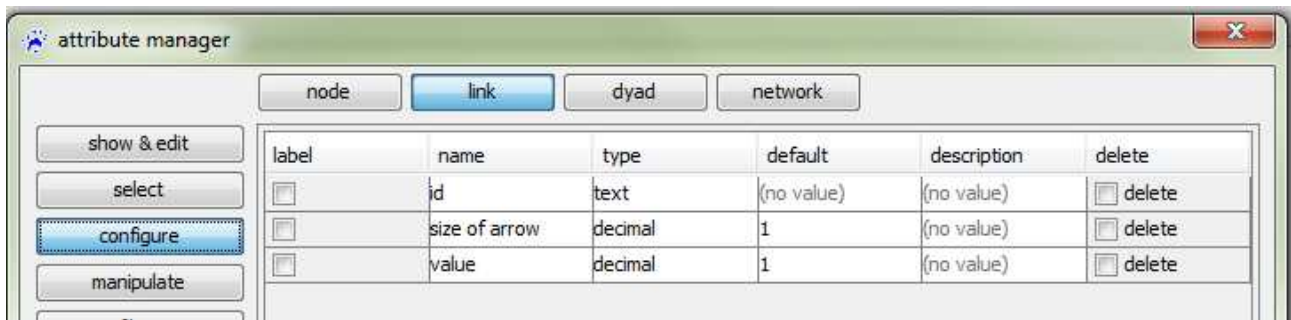 attribute manager
node link dyad network
show & edit
select
configure
manipulate
label name type default description delete
id text (no value) (no value) delete
size of arrow decimal 1 (no value) delete
value decimal 1 (no value) delete